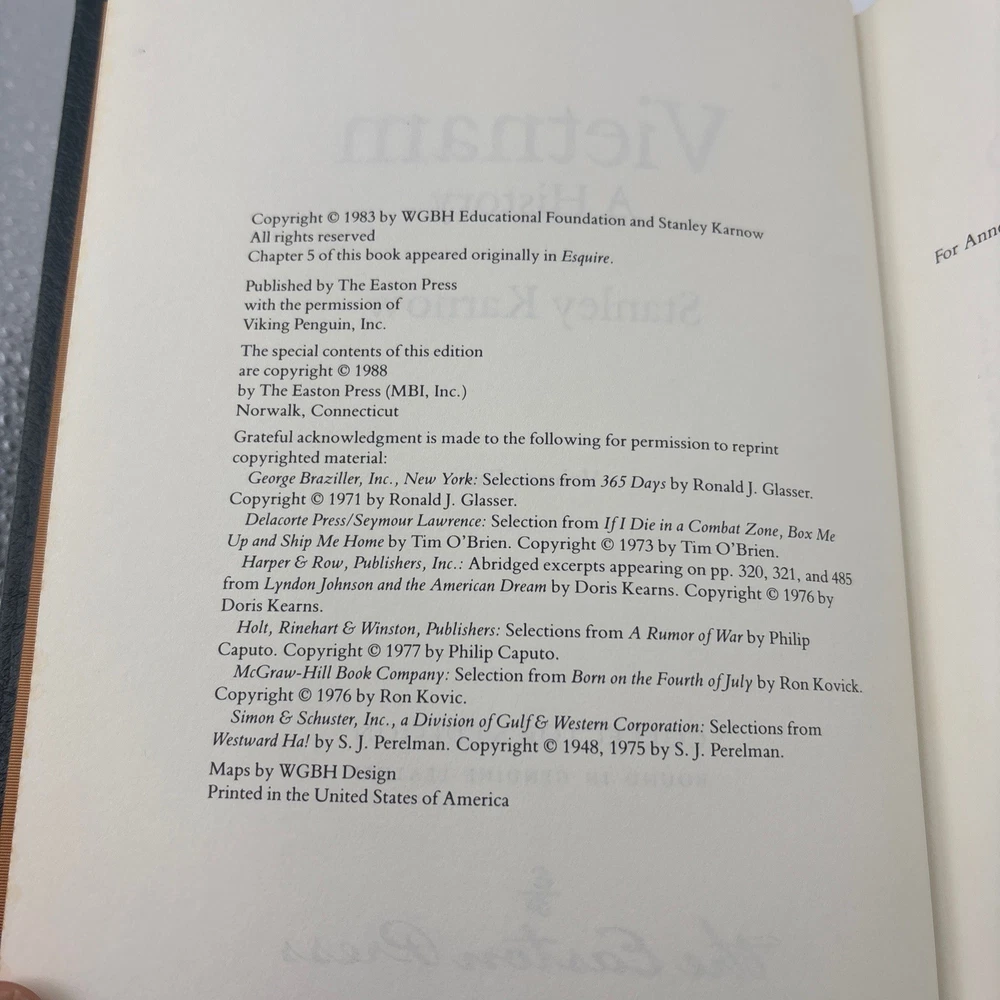 Copyright © 1983 by WGBH Educational Foundation and Stanley Karnow
All rights reserved
Chapter 5 of this book appeared originally in Esquire.
Published by The Easton Press
with the permission of
Viking Penguin, Inc.
The special contents of this edition
are copyright © 1988
by The Easton Press (MBI, Inc.)
Norwalk, Connecticut
Grateful acknowledgment is made to the following for permission to reprint
copyrighted material:
George Braziller, Inc., New York: Selections from 365 Days by Ronald J. Glasser.
Copyright © 1971 by Ronald J. Glasser.
Delacorte Press/Seymour Lawrence: Selection from If I Die in a Combat Zone, Box Me
Up and Ship Me Home by Tim O'Brien. Copyright © 1973 by Tim O'Brien.
Harper & Row, Publishers, Inc.: Abridged excerpts appearing on pp. 320, 321, and 485
from Lyndon Johnson and the American Dream by Doris Kearns. Copyright © 1976 by
Doris Kearns.
Holt, Rinehart & Winston, Publishers: Selections from A Rumor of War by Philip
Caputo. Copyright © 1977 by Philip Caputo.
McGraw-Hill Book Company: Selection from Born on the Fourth of July by Ron Kovick.
Copyright © 1976 by Ron Kovic.
Simon & Schuster, Inc., a Division of Gulf & Western Corporation: Selections from
Westward Ha! by S. J. Perelman. Copyright © 1948, 1975 by S. J. Perelman.
Maps by WGBH Design
Printed in the United States of America
Vietnam
A History
Stanley Karnow
The Easton Press
For